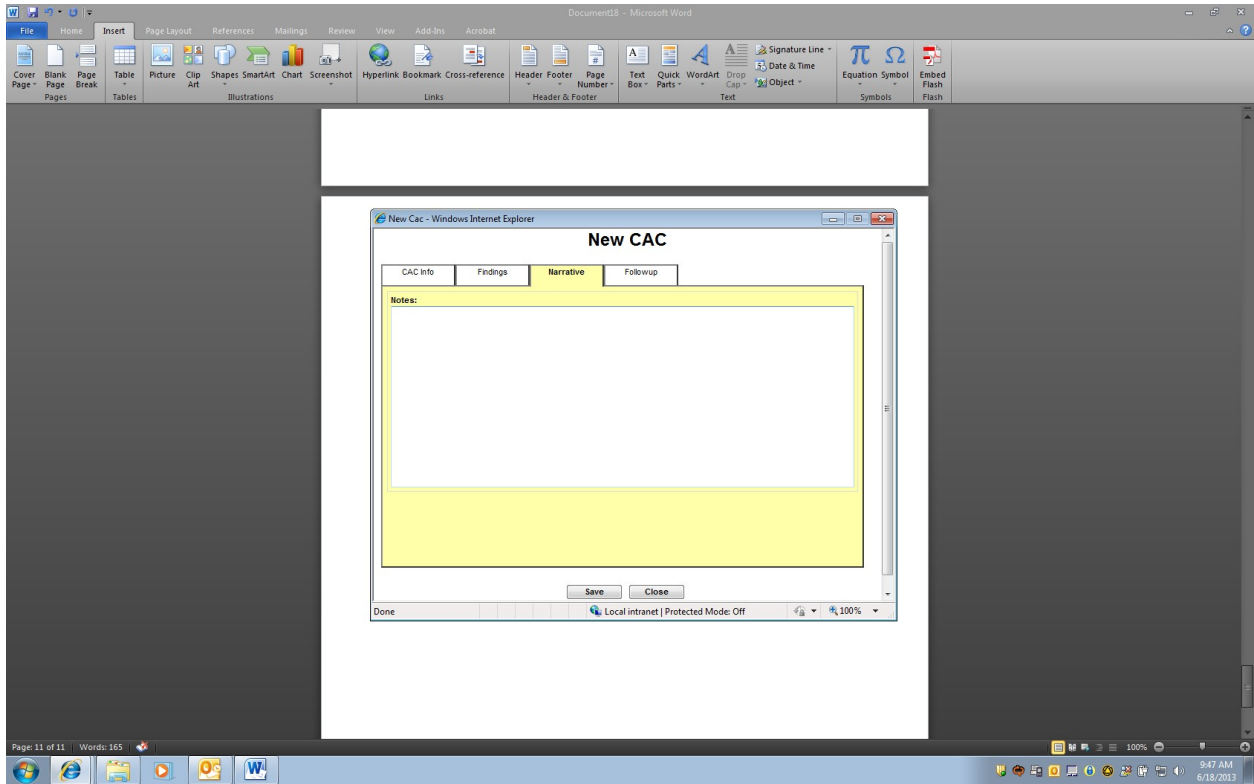 Document18 - Microsoft Word
File Home Insert Page Layout References Mailings Review View Add-Ins Acrobat
Cover Page Blank Page Page Break Table Picture Clip Art Shapes SmartArt Chart Screenshot Hyperlink Bookmark Cross-reference Header Footer Page Number Text Box Quick Parts WordArt Drop Cap Signature Line Date & Time Object Equation Symbol Embed Flash
Pages Tables Illustrations Links Header & Footer Text Symbols Flash
New Cac - Windows Internet Explorer
New CAC
CAC Info Findings Narrative Followup
Notes:
Save Close
Done Local intranet | Protected Mode: Off 100%
Page: 11 of 11 Words: 165 100%
9:47 AM
6/18/2013